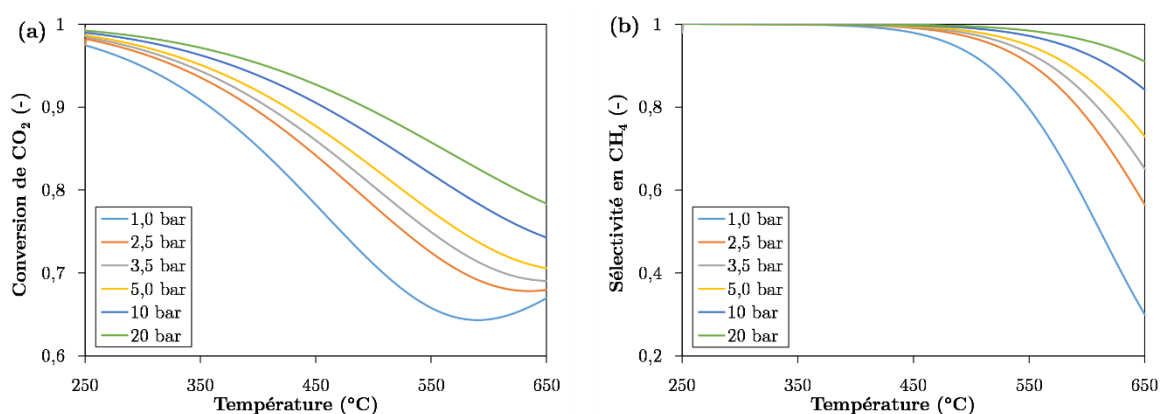 (a)
Conversion de CO2 (-)
1
0,9
0,8
0,7
0,6
1,0 bar
2,5 bar
3,5 bar
5,0 bar
10 bar
20 bar
250 350 450 550 650
Température (°C)
(b)
Sélectivité en CH4 (-)
1
0,8
0,6
0,4
0,2
1,0 bar
2,5 bar
3,5 bar
5,0 bar
10 bar
20 bar
250 350 450 550 650
Température (°C)